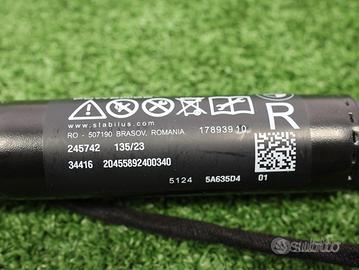 www.stabilus.com
RO - 507190 BRASOV, ROMANIA
17893910
R
245742 135/23
34416 20455892400340
5124 5A635D4 01
subito